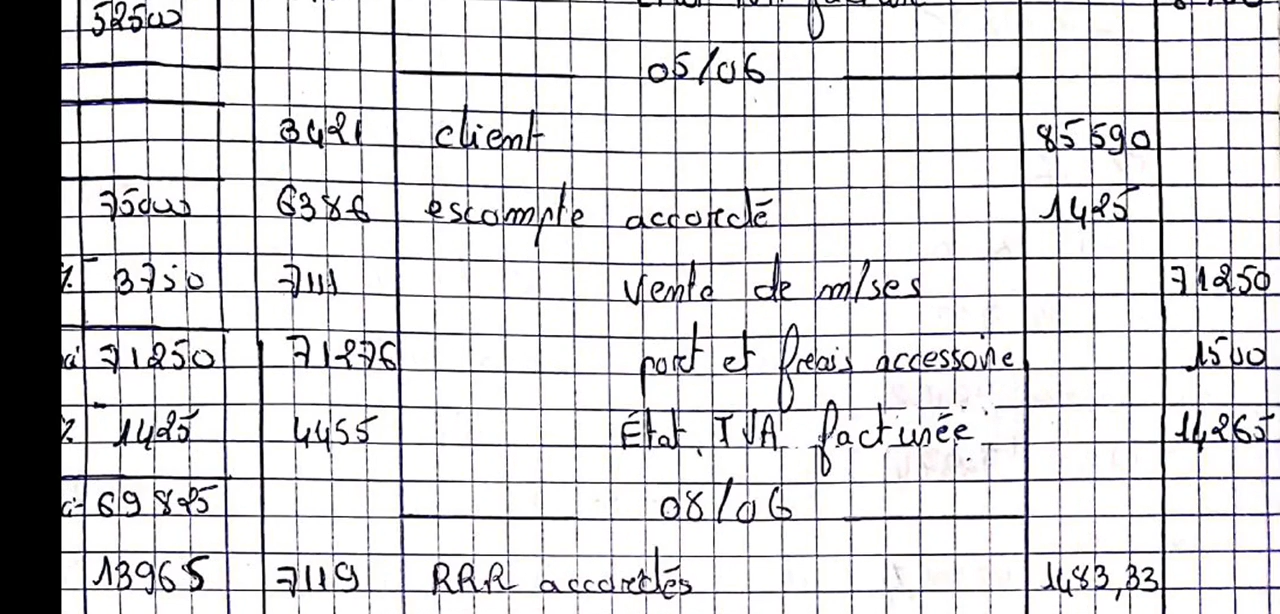 52500
05/06
3421 client 85590
75000 6386 escompte accordé 1425
3750 7111 Vente de m/ses 71250
71250 71276 port et freais accessoire 1500
1425 4455 État, TVA facturée 14265
69825 08/06
13965 7119 RRR accordés 1483,33